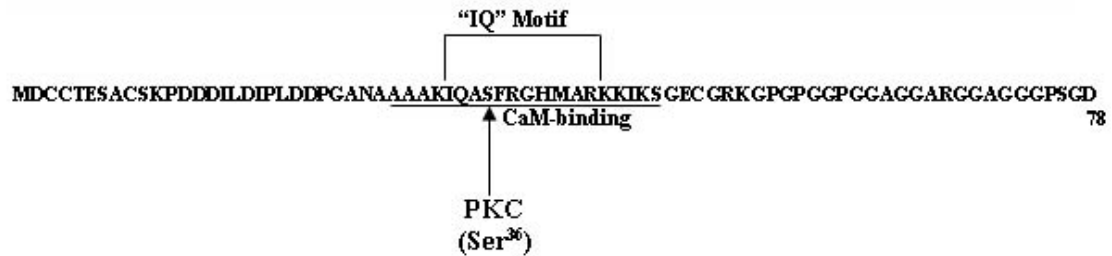 “IQ” Motif
MDCCTESACSKPDDDILDIPLDDPGANAAAAKIQASFRGHMARKKIKSGECGRKGPGPGGPGGAGGARGGAGGGPSGD
CaM-binding
78
PKC
(Ser³⁶)